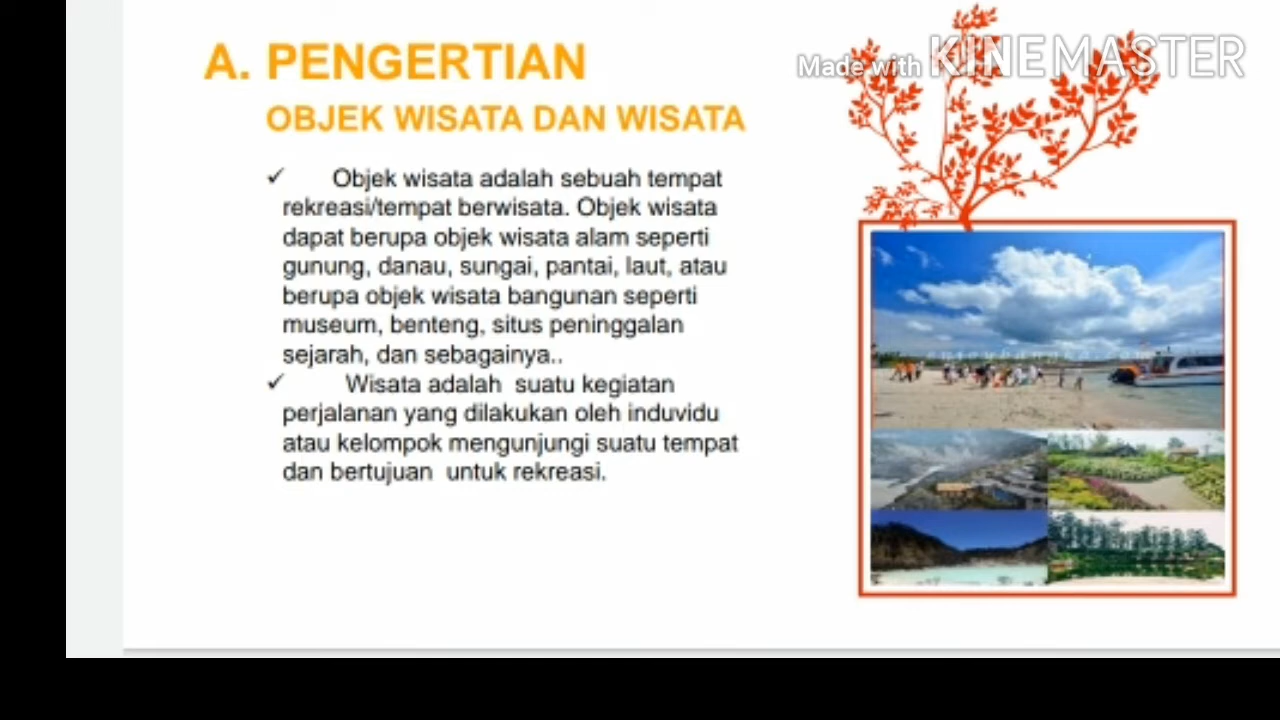 A. PENGERTIAN
OBJEK WISATA DAN WISATA
Made with KINEMASTER
✓ Objek wisata adalah sebuah tempat
rekreasi/tempat berwisata. Objek wisata
dapat berupa objek wisata alam seperti
gunung, danau, sungai, pantai, laut, atau
berupa objek wisata bangunan seperti
museum, benteng, situs peninggalan
sejarah, dan sebagainya..
✓ Wisata adalah suatu kegiatan
perjalanan yang dilakukan oleh induvidu
atau kelompok mengunjungi suatu tempat
dan bertujuan untuk rekreasi.